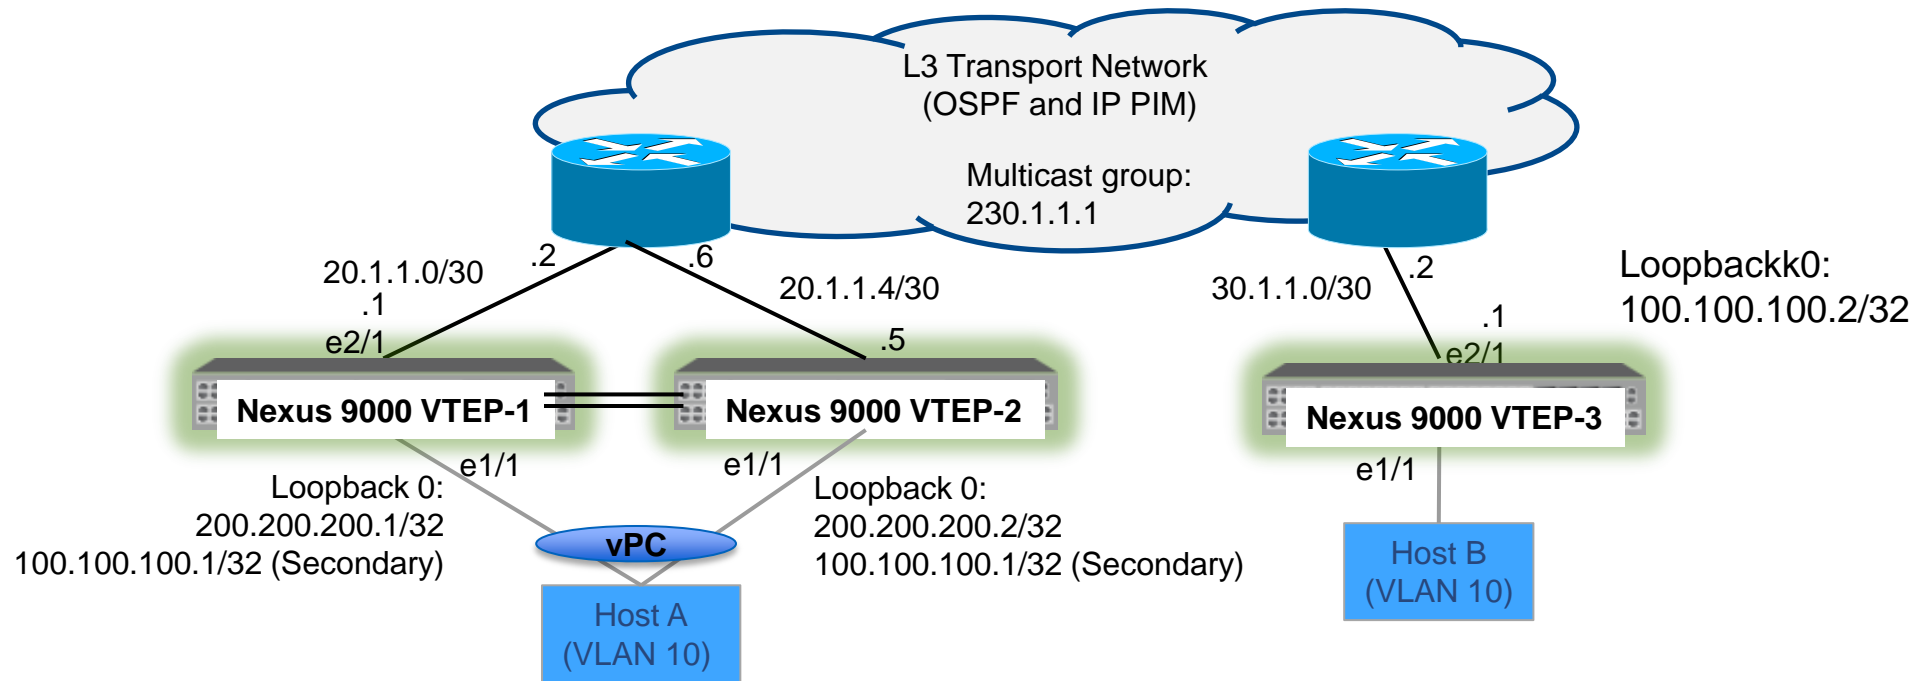 L3 Transport Network
(OSPF and IP PIM)
Multicast group:
230.1.1.1
.2
.6
20.1.1.0/30
.1
e2/1
20.1.1.4/30
.5
30.1.1.0/30
.2
.1
e2/1
Loopbackk0:
100.100.100.2/32
Nexus 9000 VTEP-1
Nexus 9000 VTEP-2
Nexus 9000 VTEP-3
e1/1
e1/1
e1/1
Loopback 0:
200.200.200.1/32
100.100.100.1/32 (Secondary)
Loopback 0:
200.200.200.2/32
100.100.100.1/32 (Secondary)
vPC
Host A
(VLAN 10)
Host B
(VLAN 10)